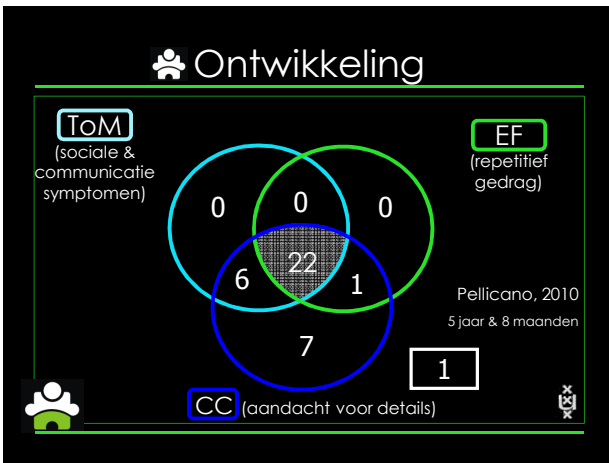 Ontwikkeling
ToM
(sociale &
communicatie
symptomen)
EF
(repetitief
gedrag)
0
0
0
22
6
1
7
Pellicano, 2010
5 jaar & 8 maanden
1
CC (aandacht voor details)